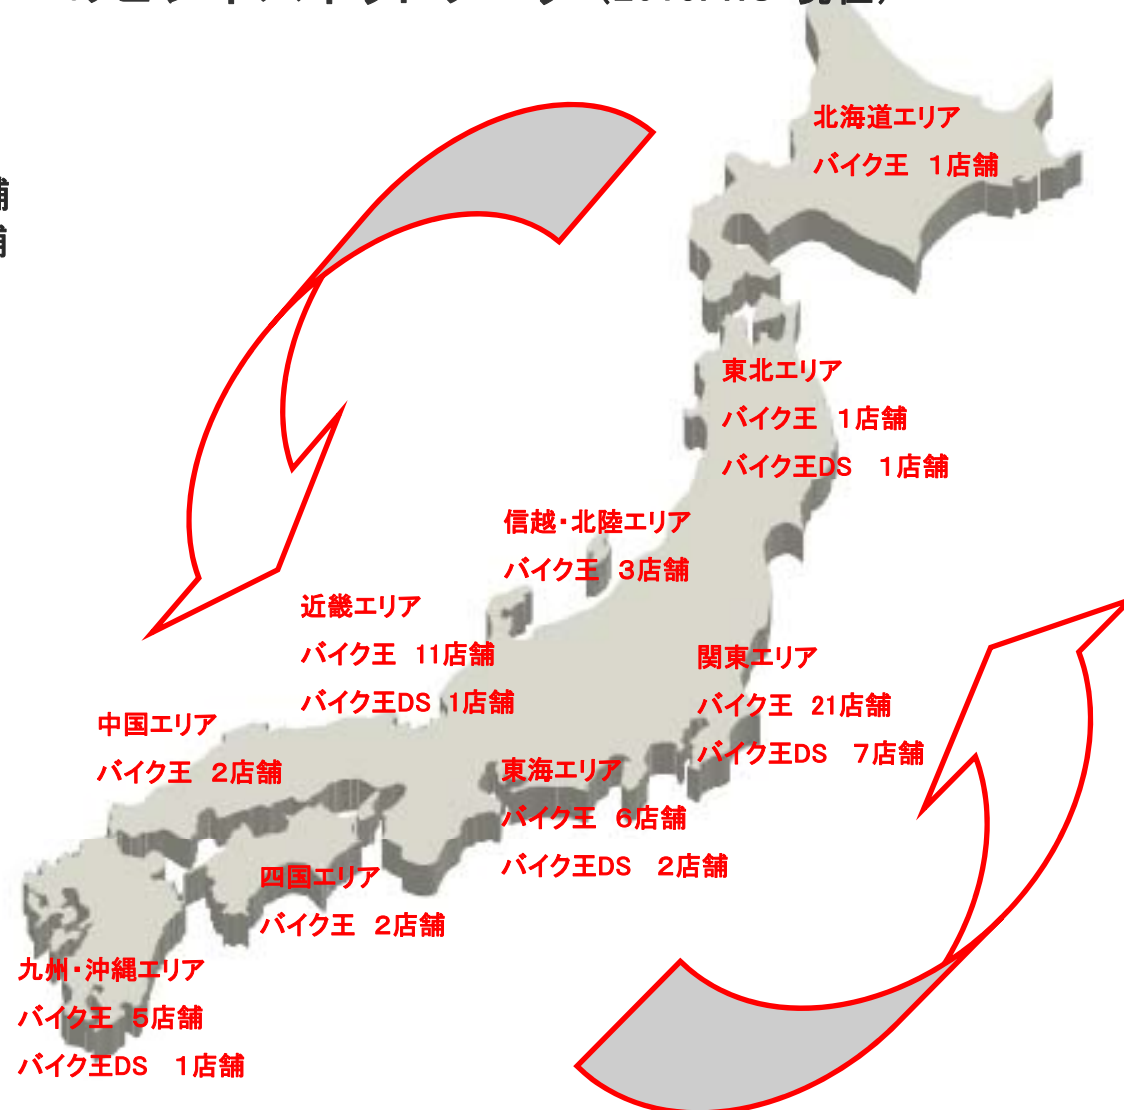 舗
舗
北海道エリア
バイク王　1店舗
東北エリア
バイク王　1店舗
バイク王DS　1店舗
信越・北陸エリア
バイク王　3店舗
近畿エリア
バイク王　11店舗
バイク王DS 1店舗
関東エリア
バイク王　21店舗
バイク王DS　7店舗
中国エリア
バイク王　2店舗
東海エリア
バイク王　6店舗
バイク王DS　2店舗
四国エリア
バイク王　2店舗
九州・沖縄エリア
バイク王　5店舗
バイク王DS　1店舗